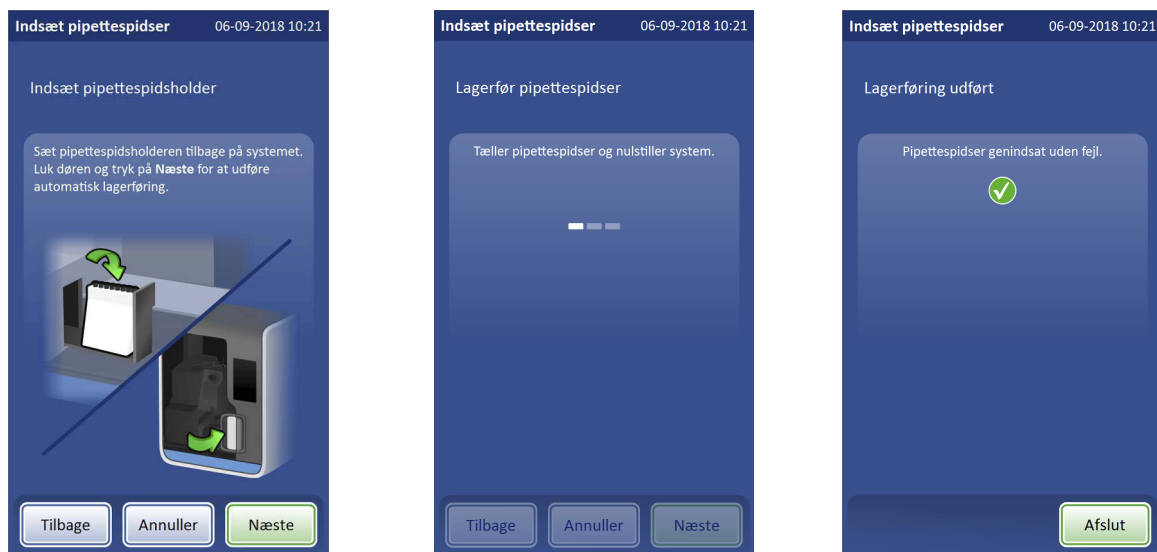 Indsæt pipettespidser 06-09-2018 10:21
Indsæt pipettespidsholder
Sæt pipettespidsholderen tilbage på systemet.
Luk døren og tryk på Næste for at udføre
automatisk lagerføring.
Tilbage Annuller Næste
Indsæt pipettespidser 06-09-2018 10:21
Lagerfør pipettespidser
Tæller pipettespidser og nulstiller system.
Tilbage Annuller Næste
Indsæt pipettespidser 06-09-2018 10:21
Lagerføring udført
Pipettespidser genindsat uden fejl.
Afslut